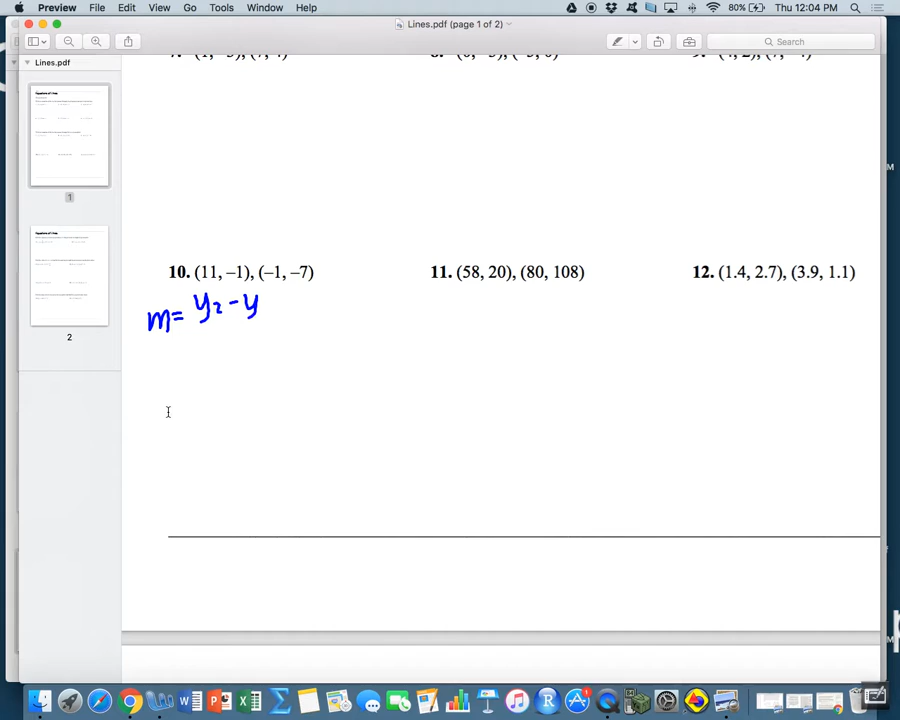 Preview File Edit View Go Tools Window Help 80% Thu 12:04 PM
Lines.pdf (page 1 of 2)
Search
Lines.pdf
1
2
10. (11, –1), (–1, –7)
11. (58, 20), (80, 108)
12. (1.4, 2.7), (3.9, 1.1)
m= y₂ - y